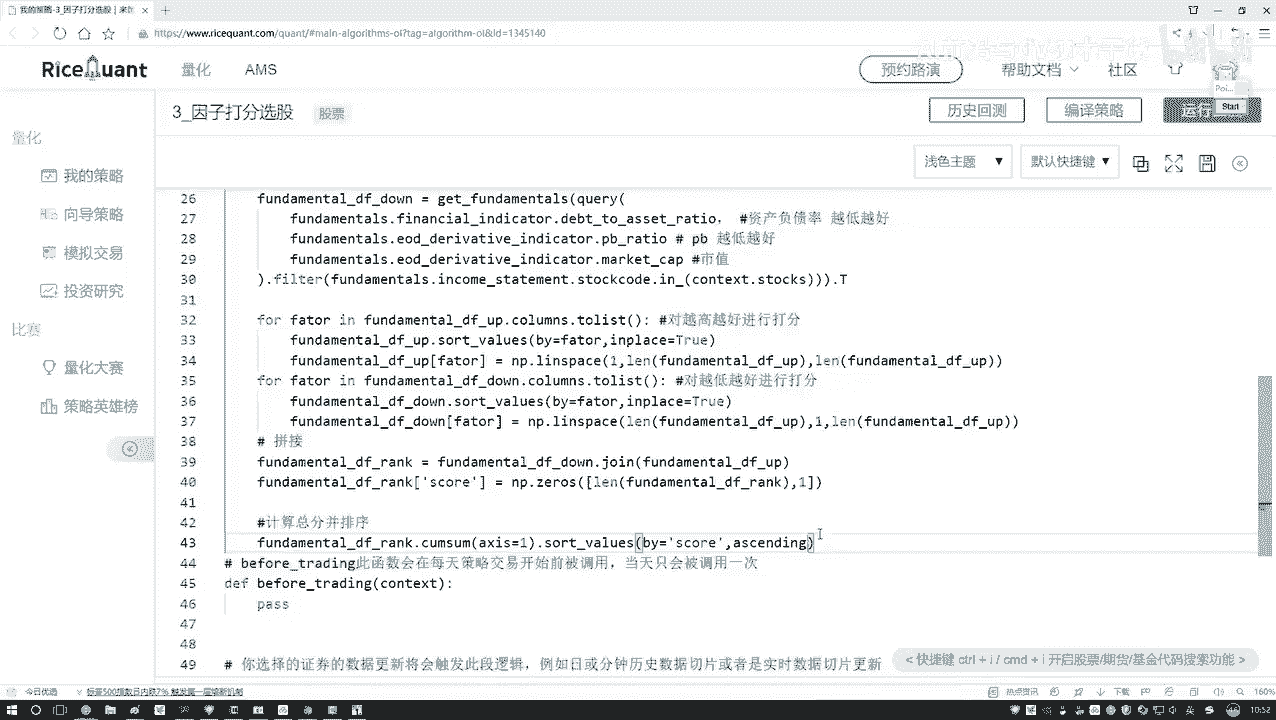 我的策略-3_因子打分选股
https://www.ricequant.com/quant/#main-algorithms-ol?tag=algorithm-ol&id=1345140
RiceQuant 量化 AMS 预约路演 帮助文档 社区
Poi...
Start
3_因子打分选股 股票 历史回测 编译策略
浅色主题 ▼ 默认快捷键 ▼
量化
我的策略
向导策略
模拟交易
投资研究
比赛
量化大赛
策略英雄榜
26 fundamental_df_down = get_fundamentals(query(
27 fundamentals.financial_indicator.debt_to_asset_ratio， #资产负债率 越低越好
28 fundamentals.eod_derivative_indicator.pb_ratio # pb 越低越好
29 fundamentals.eod_derivative_indicator.market_cap #市值
30 ).filter(fundamentals.income_statement.stockcode.in_(context.stocks))).T
31
32 for fator in fundamental_df_up.columns.tolist(): #对越高越好进行打分
33 fundamental_df_up.sort_values(by=fator,inplace=True)
34 fundamental_df_up[fator] = np.linspace(1,len(fundamental_df_up),len(fundamental_df_up))
35 for fator in fundamental_df_down.columns.tolist(): #对越低越好进行打分
36 fundamental_df_down.sort_values(by=fator,inplace=True)
37 fundamental_df_down[fator] = np.linspace(len(fundamental_df_up),1,len(fundamental_df_up))
38 # 拼接
39 fundamental_df_rank = fundamental_df_down.join(fundamental_df_up)
40 fundamental_df_rank['score'] = np.zeros([len(fundamental_df_rank),1])
41
42 #计算总分并排序
43 fundamental_df_rank.cumsum(axis=1).sort_values(by='score',ascending)
44 # before_trading此函数会在每天策略交易开始前被调用，当天只会被调用一次
45 def before_trading(context):
46 pass
47
48
49 # 你选择的证券的数据更新将会触发此段逻辑，例如日或分钟历史数据切片或者是实时数据切片更新
< 快捷键 ctrl + i / cmd + i 开启股票/期货/基金代码搜索功能 >
今日优选 热点资讯 下载 160%
英 10:52